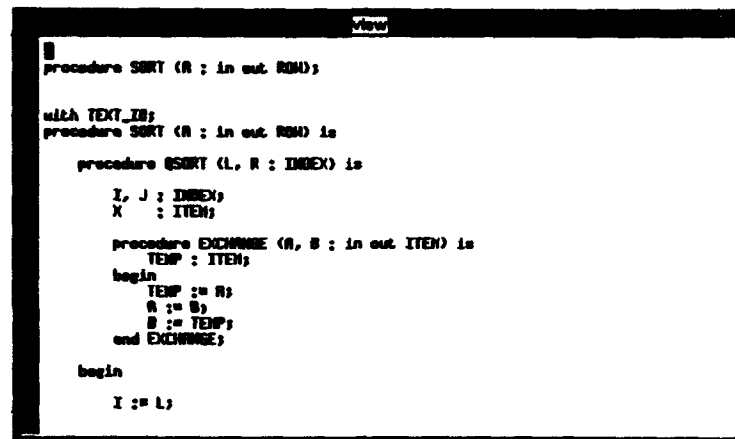 view
procedure SORT (A : in out ROW);
with TEXT_IO;
procedure SORT (A : in out ROW) is
procedure QSORT (L, R : INDEX) is
I, J : INDEX;
X : ITEM;
procedure EXCHANGE (A, B : in out ITEM) is
TEMP : ITEM;
begin
TEMP := A;
A := B;
B := TEMP;
end EXCHANGE;
begin
I := L;